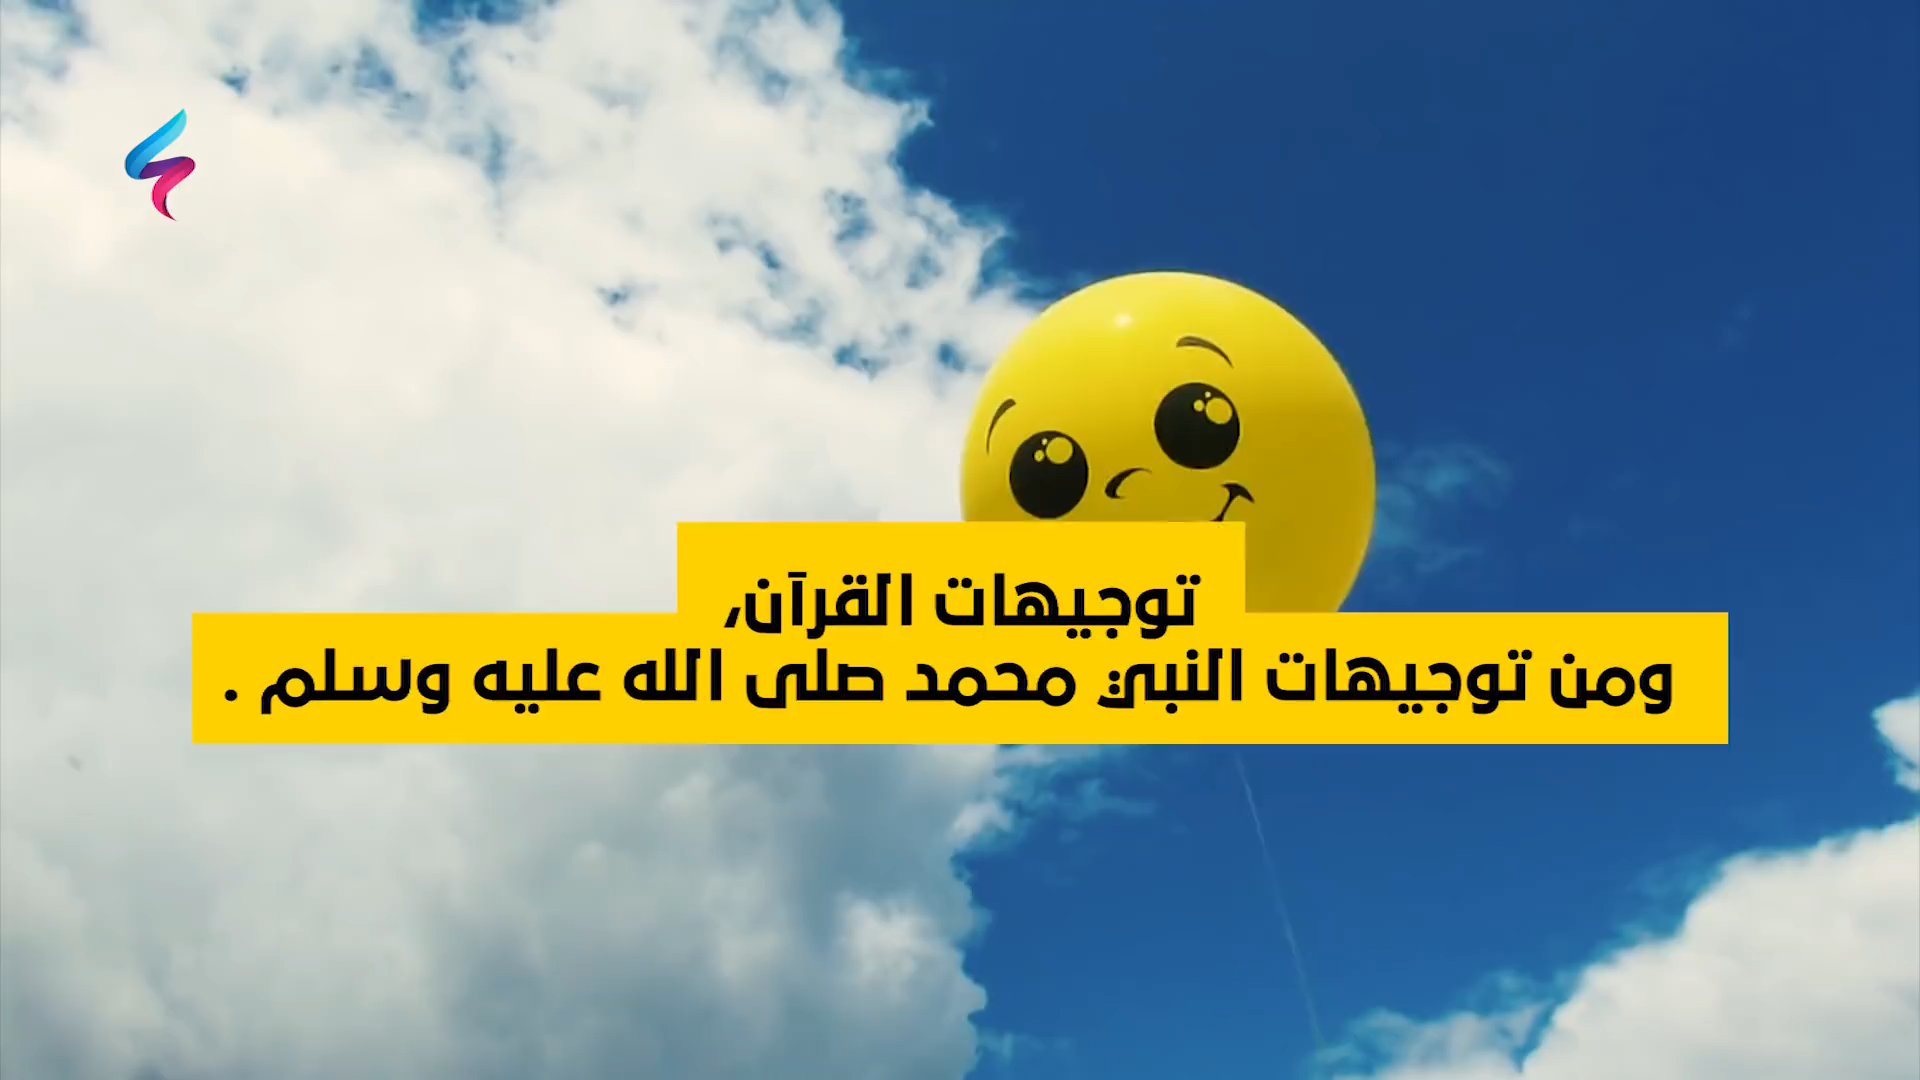 توجيهات القرآن،
ومن توجيهات النبي محمد صلى الله عليه وسلم .